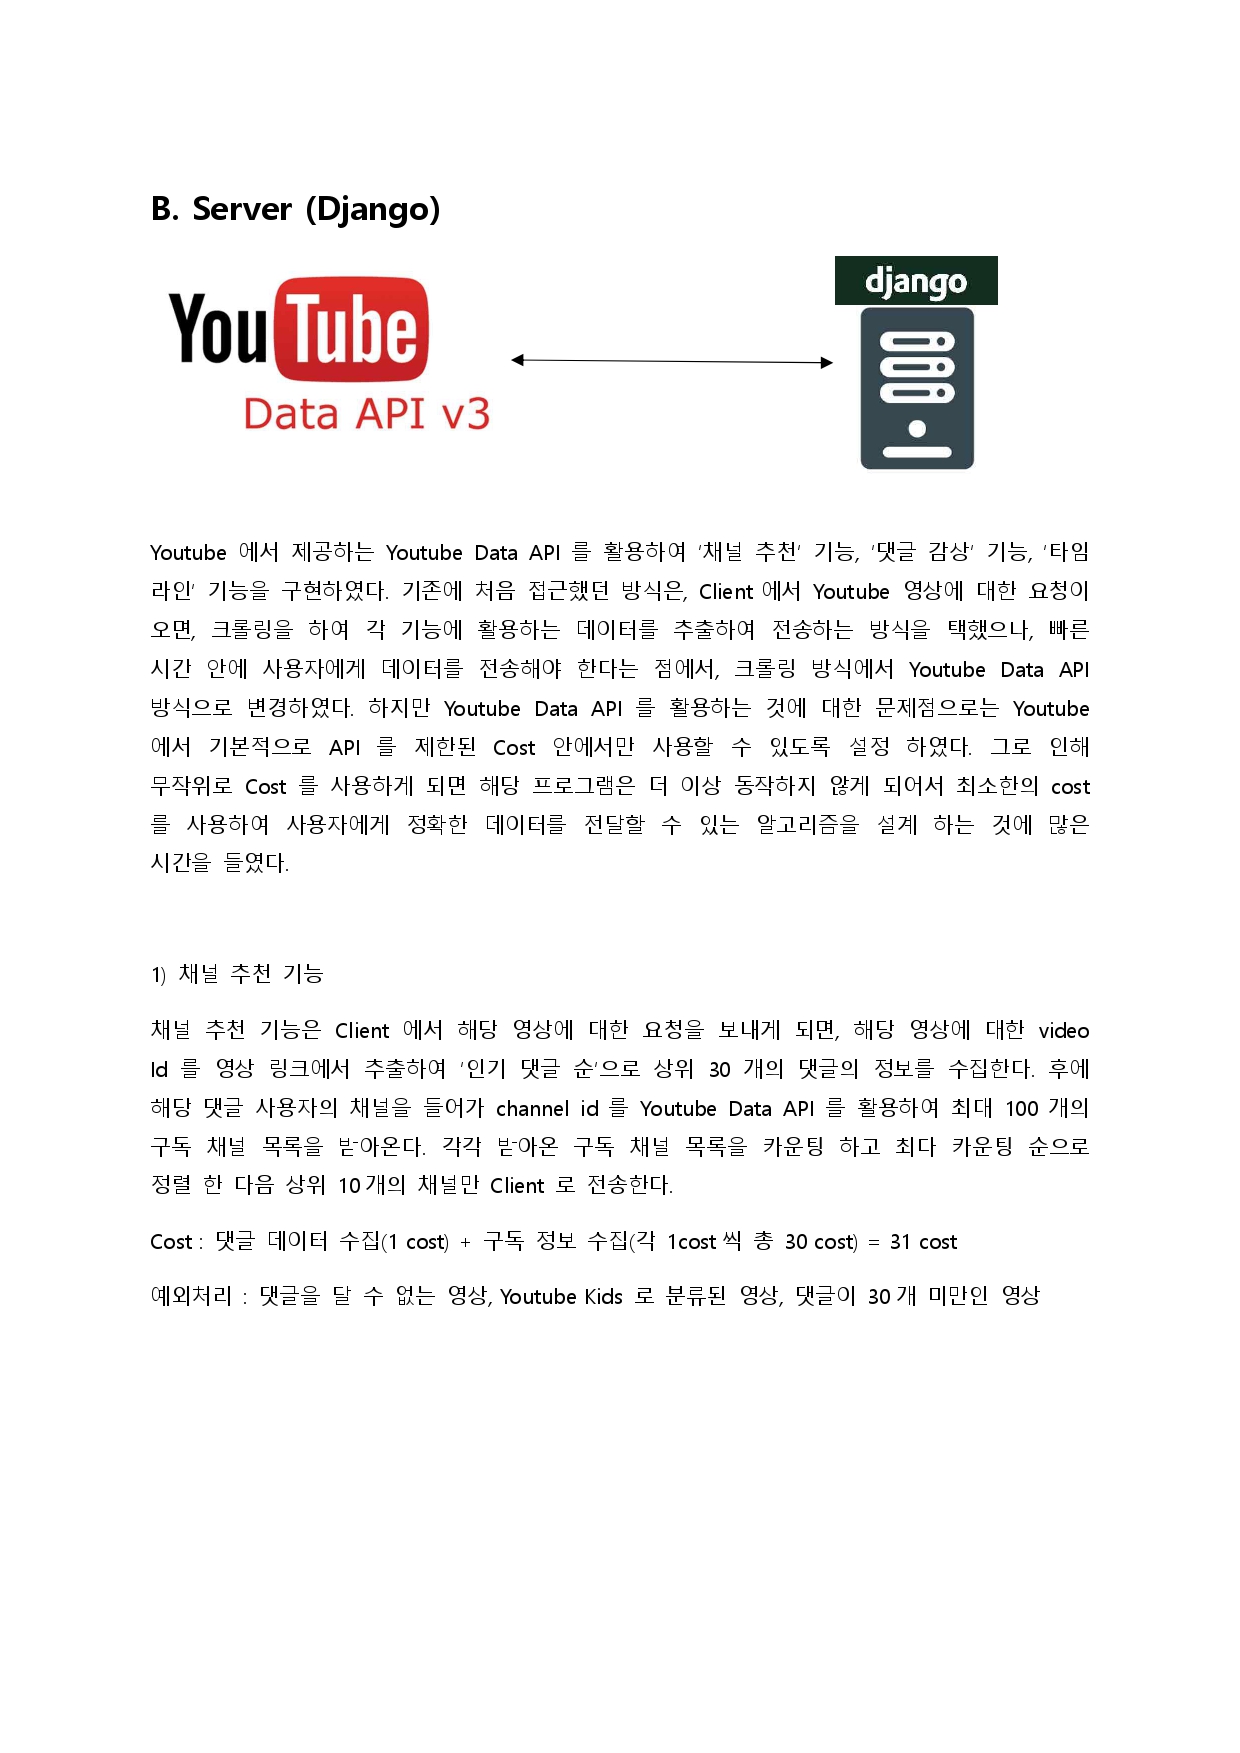 B. Server (Django)
YouTube
Data API v3
django
Youtube 에서 제공하는 Youtube Data API 를 활용하여 '채널 추천' 기능, '댓글 감상' 기능, '타임
라인' 기능을 구현하였다. 기존에 처음 접근했던 방식은, Client 에서 Youtube 영상에 대한 요청이
오면, 크롤링을 하여 각 기능에 활용하는 데이터를 추출하여 전송하는 방식을 택했으나, 빠른
시간 안에 사용자에게 데이터를 전송해야 한다는 점에서, 크롤링 방식에서 Youtube Data API
방식으로 변경하였다. 하지만 Youtube Data API 를 활용하는 것에 대한 문제점으로는 Youtube
에서 기본적으로 API 를 제한된 Cost 안에서만 사용할 수 있도록 설정 하였다. 그로 인해
무작위로 Cost 를 사용하게 되면 해당 프로그램은 더 이상 동작하지 않게 되어서 최소한의 cost
를 사용하여 사용자에게 정확한 데이터를 전달할 수 있는 알고리즘을 설계 하는 것에 많은
시간을 들였다.
1) 채널 추천 기능
채널 추천 기능은 Client 에서 해당 영상에 대한 요청을 보내게 되면, 해당 영상에 대한 video
Id 를 영상 링크에서 추출하여 '인기 댓글 순'으로 상위 30 개의 댓글의 정보를 수집한다. 후에
해당 댓글 사용자의 채널을 들어가 channel id 를 Youtube Data API 를 활용하여 최대 100 개의
구독 채널 목록을 받아온다. 각각 받아온 구독 채널 목록을 카운팅 하고 최다 카운팅 순으로
정렬 한 다음 상위 10 개의 채널만 Client 로 전송한다.
Cost : 댓글 데이터 수집(1 cost) + 구독 정보 수집(각 1cost 씩 총 30 cost) = 31 cost
예외처리 : 댓글을 달 수 없는 영상, Youtube Kids 로 분류된 영상, 댓글이 30 개 미만인 영상